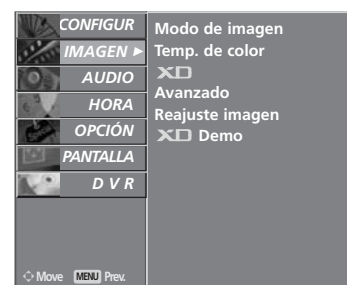 CONFIGUR
IMAGEN ►
AUDIO
HORA
OPCIÓN
PANTALLA
D V R
Modo de imagen
Temp. de color
XD
Avanzado
Reajuste imagen
XD Demo
Move MENU Prev.